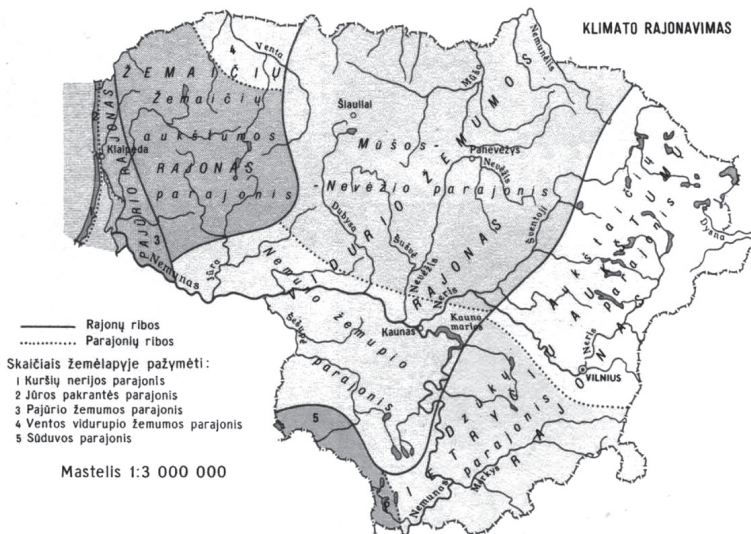 KLIMATO RAJONAVIMAS
4
Venta
Nemunėlis
Mūša
ŽEMAIČIŲ
Žemaičių
aukštumos
RAJONAS
parajonis
PAJŪRIO RAJONAS
Klaipėda
3
Šiauliai
Mūšos-
-Nevėžio parajonis
Panevėžys
Nevėžis
VIDURIO ŽEMUMOS
RAJONAS
Dubysa
Šušvė
Nevėžis
Neris
Šventoji
Dysna
Aukštaičių
parajonis
Nemunas
Jūra
Nemuno žemupio
parajonis
Šešupė
Kaunas
Kauno
marios
Neris
VILNIUS
Dzūkų
parajonis
Merkys
Nemunas
5
Rajonų ribos
Parajonių ribos
Skaičiais žemėlapyje pažymėti:
1 Kuršių nerijos parajonis
2 Jūros pakrantės parajonis
3 Pajūrio žemumos parajonis
4 Ventos vidurupio žemumos parajonis
5 Sūduvos parajonis
Mastelis 1:3 000 000